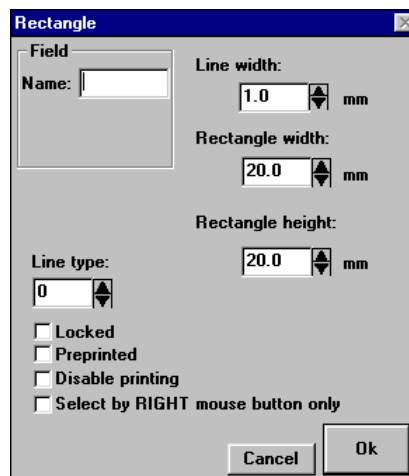 Rectangle
Field
Name:
Line width:
1.0 mm
Rectangle width:
20.0 mm
Rectangle height:
20.0 mm
Line type:
0
Locked
Preprinted
Disable printing
Select by RIGHT mouse button only
Cancel
Ok